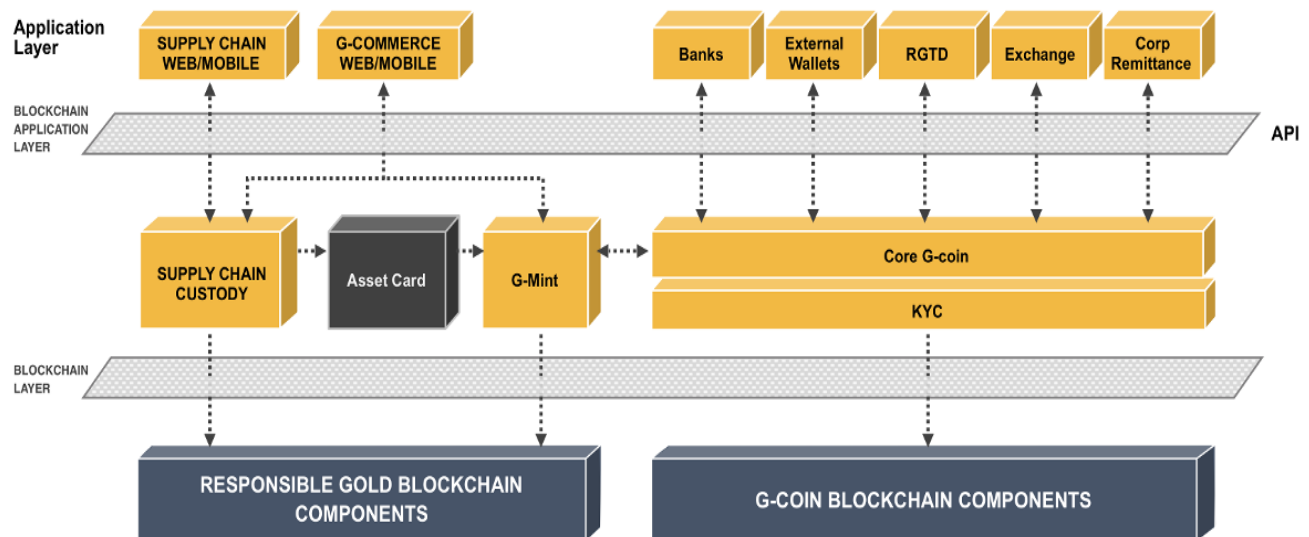 Application
Layer
SUPPLY CHAIN
WEB/MOBILE
G-COMMERCE
WEB/MOBILE
Banks
External
Wallets
RGTD
Exchange
Corp
Remittance
BLOCKCHAIN
APPLICATION
LAYER
API
SUPPLY CHAIN
CUSTODY
Asset Card
G-Mint
Core G-coin
KYC
BLOCKCHAIN
LAYER
RESPONSIBLE GOLD BLOCKCHAIN
COMPONENTS
G-COIN BLOCKCHAIN COMPONENTS